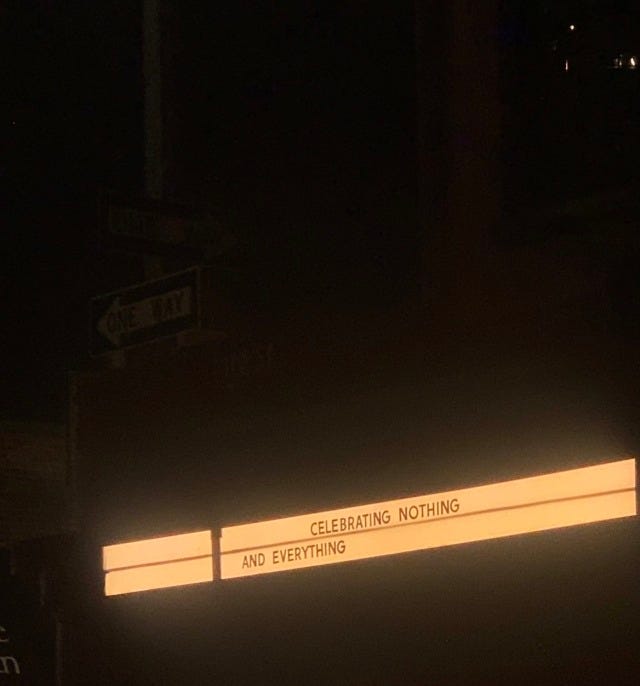 ONE WAY
CELEBRATING NOTHING
AND EVERYTHING